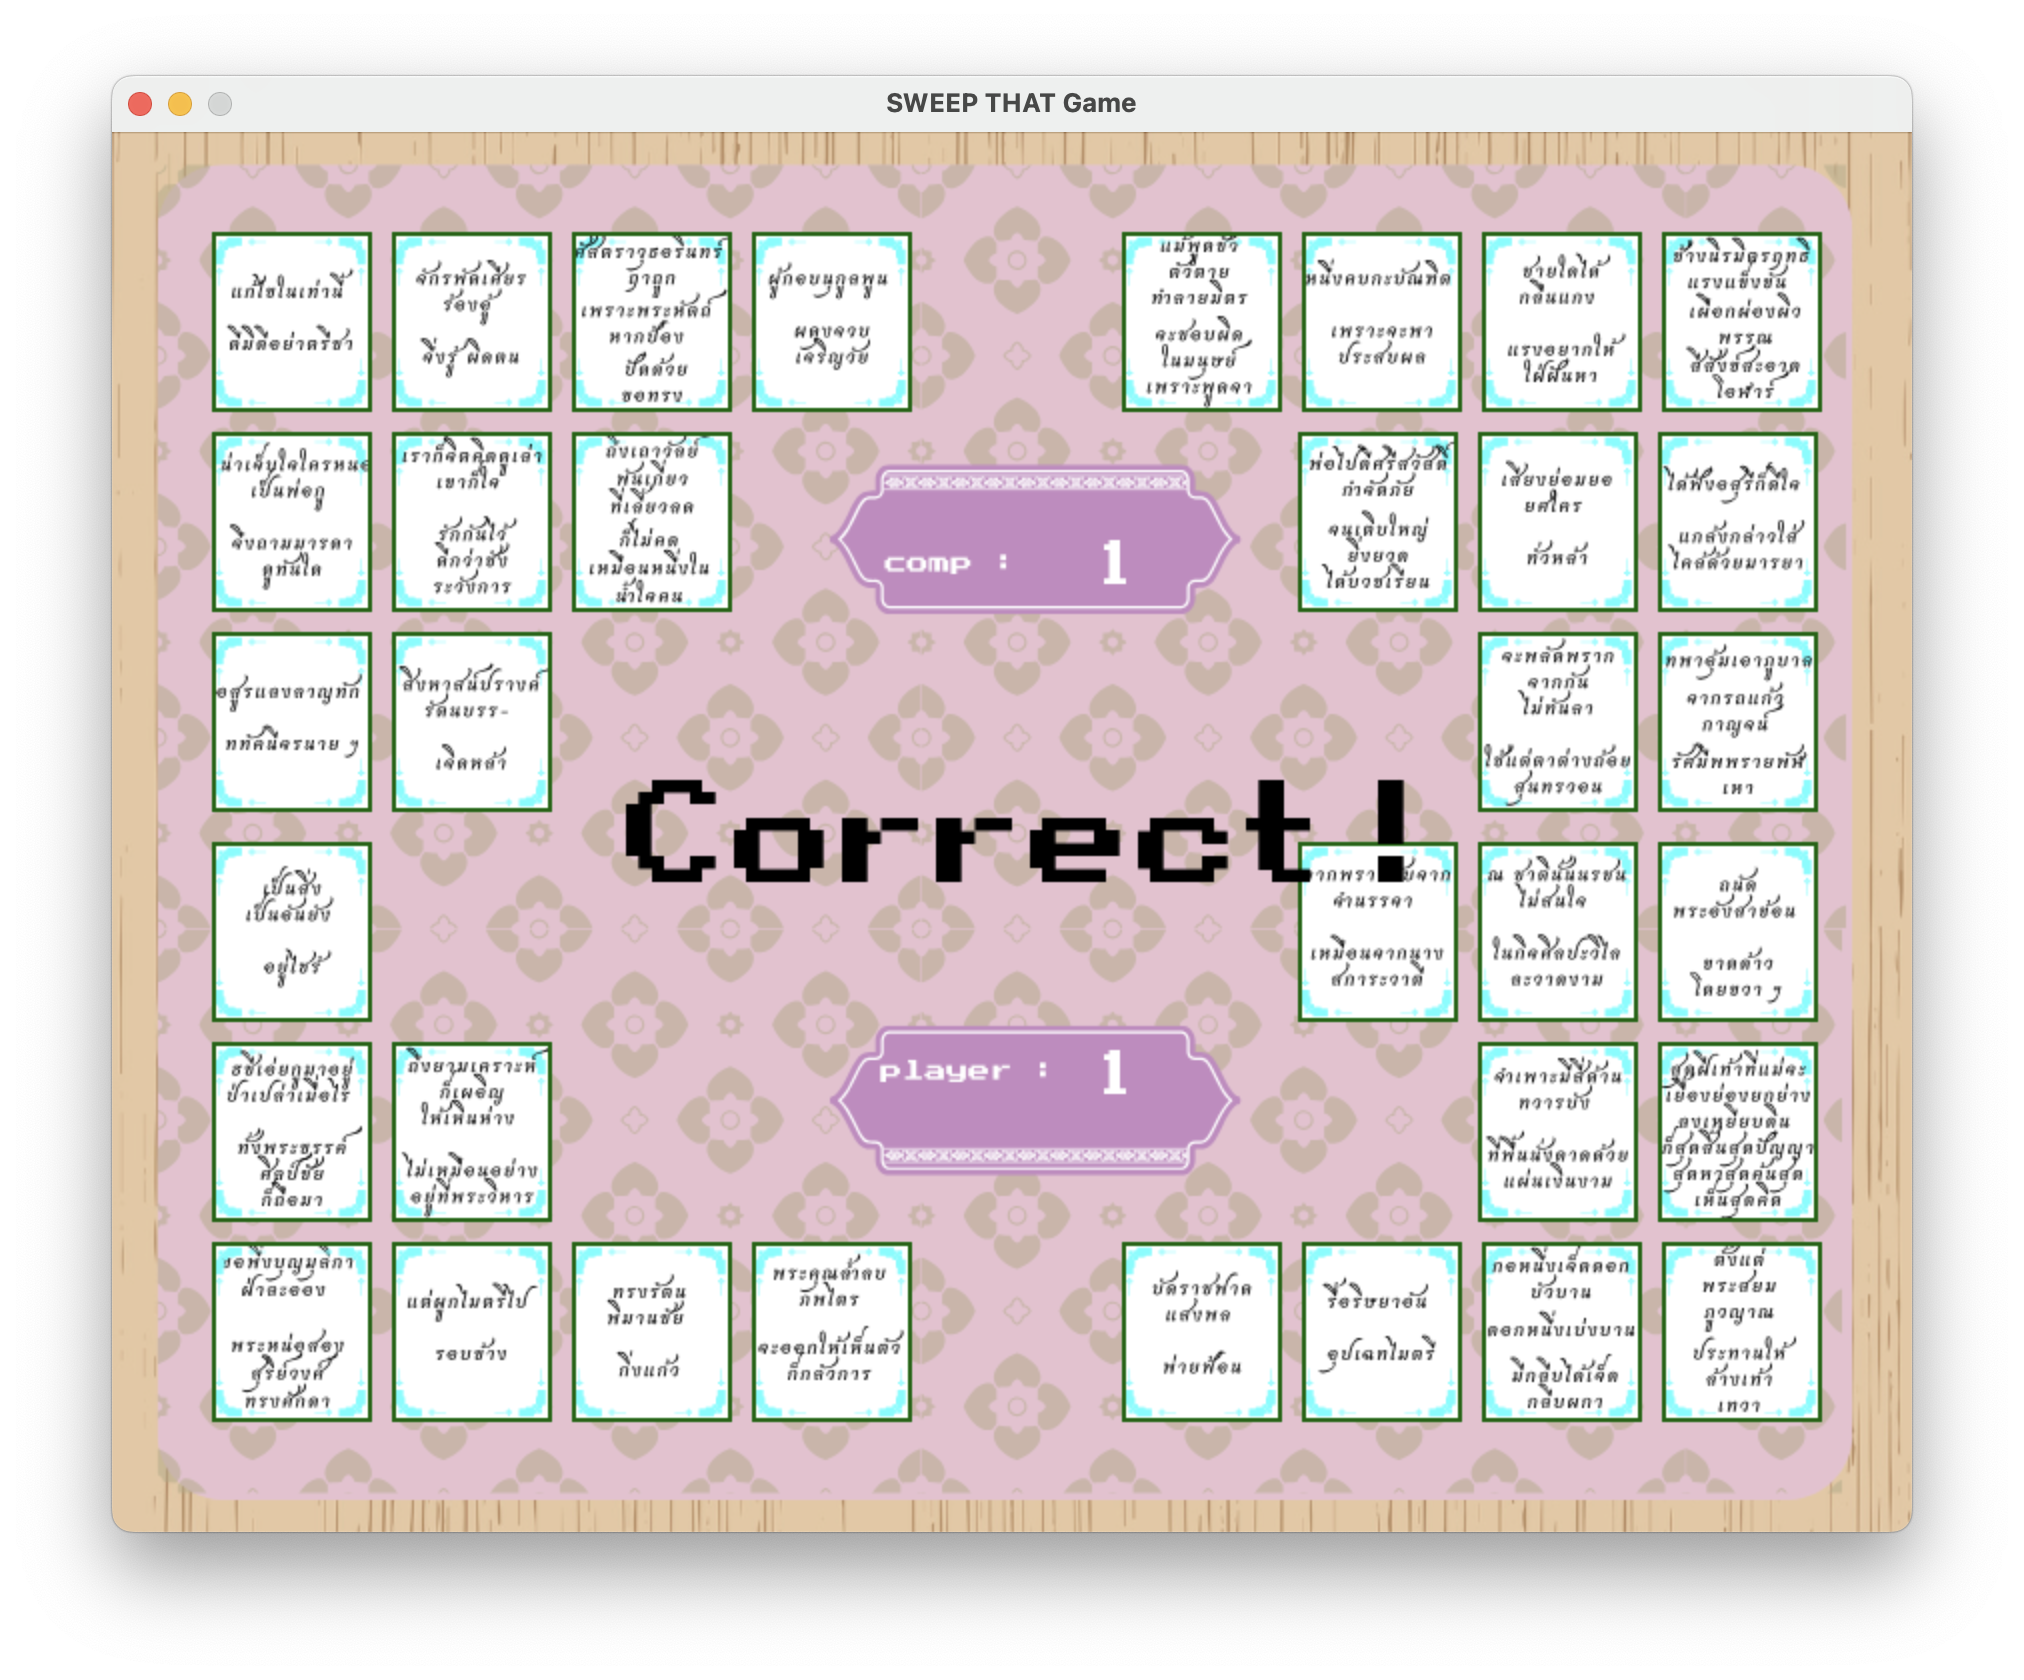 SWEEP THAT Game
แก้ไขในเท่านี้
ดีมิดีอย่าตรีชา
จักรพัดเศียร
ร้องอู้
จึ่งรู้ ผิดตน
ศัสตราวุธอรินทร์
ฤาถูก
เพราะพระหัตถ์
หากป้อง
ปัดด้วย
ขอทรง
ผู้กอบนุกูลพูน
ผดุงจาบ
เจริญวัย
แม้พูดชั่ว
ตัวตาย
ทำลายมิตร
จะชอบผิด
ในมนุษย์
เพราะพูดจา
หนึ่งคบกะบัณฑิต
เพราะจะพา
ประสบผล
ชายใดได้
กลิ่นแกง
แรงอยากให้
ใฝ่ฝันหา
ช้างนิรมิตรฤทธิ
แรงแข็งขัน
เผือกผ่องผิว
พรรณ
สีสังข์สะอาด
โอฬาร์
น่าเจ็บใจใครหนอ
เป็นพ่อกู
จึงถามมารดา
ดูทันใด
เราก็จิตคิดดูเล่า
เขาก็ใจ
รักกันไว้
ดีกว่าชัง
ระวังการ
ถึงเถาวัลย์
พันเกี่ยว
ที่เลี้ยวลด
ก็ไม่คด
เหมือนหนึ่งใน
น้ำใจคน
comp : 1
พ่อไปดีศรีสวัสดิ์
กำจัดภัย
จนเติบใหญ่
ยิ่งยวด
ได้บวชเรียน
เสียงย่อมยอ
ยศใคร
ทั่วหล้า
ได้ฟังอสุรีก็ดีใจ
แกล้งกล่าวใส้
ไคล้ด้วยมารยา
อสูรแลงลาญทัก
ททัคนีจรนาย ๆ
สิงหาสน์ปรางค์
รัตนบรร-
เจิดหล้า
จะพลัดพราก
จากกัน
ไม่ทันลา
ใช้แต่ตาต่างถ้อย
สุนทรวอน
ทหาอุ้มเอาภูบาล
จากรถแก้ว
กาญจน์
รัศมีพพรายพัพั
เหา
Correct!
เป็นสิ่ง
เป็นอันยัง
อยู่ไซร้
จากพรา
บจาก
จำนรรจา
เหมือนจากนาง
สการะวาตี
ณ ชาตินั้นนรชน
ไม่สนใจ
ในกิจศิลปะวิไล
ละวาดงาม
ถนัด
พระอังสาข้อน
ขาดด้าว
โดยขวา ๆ
ฤๅษีเอ่ยกูมาอยู่
ป่าเปล่าเมื่อไร
ทั้งพระธรรค์
ศิลป์ชัย
ก็ถือมา
ถึงยามเคราะห์
ก็เผอิญ
ให้เหินห่าง
ไม่เหมือนอย่าง
อยู่ที่พระวิหาร
player : 1
จำเพาะมีสี่ด้าน
ทวารบัง
ที่พื้นนั่งดาดด้วย
แผ่นเงินงาม
สุดฝีเท้าที่แม่จะ
เยื้องย่องยกย่าง
ลงเหยียบดิน
ก็สุดสิ้นสุดปัญญา
สุดหาสุดค้นสุด
เห็นสุดคิด
ขอพึ่งบุญมุลิกา
ฝ่าละออง
พระหน่อสอง
สุริย์วงศ์
ทรงศักดา
แต่ผูกไมตรีไป
รอบข้าง
ทรงรัตน
พิมานชัย
กิ่งแก้ว
พระคุณล้ำลบ
ภพไตร
จะออกให้เห็นตัว
ก็กลัวการ
บัดราชฟาด
แสงพล
พ่ายฟ้อน
รื้อริษยาอัน
อุปเฉทไมตรี
กอหนึ่งเจ็ดดอก
บัวบาน
ดอกหนึ่งเบ่งบาน
มีกลีบได้เจ็ด
กลีบผกา
ตั้งแต่
พระสยม
ภูวญาณ
ประทานให้
ล้างเท้า
เทวา